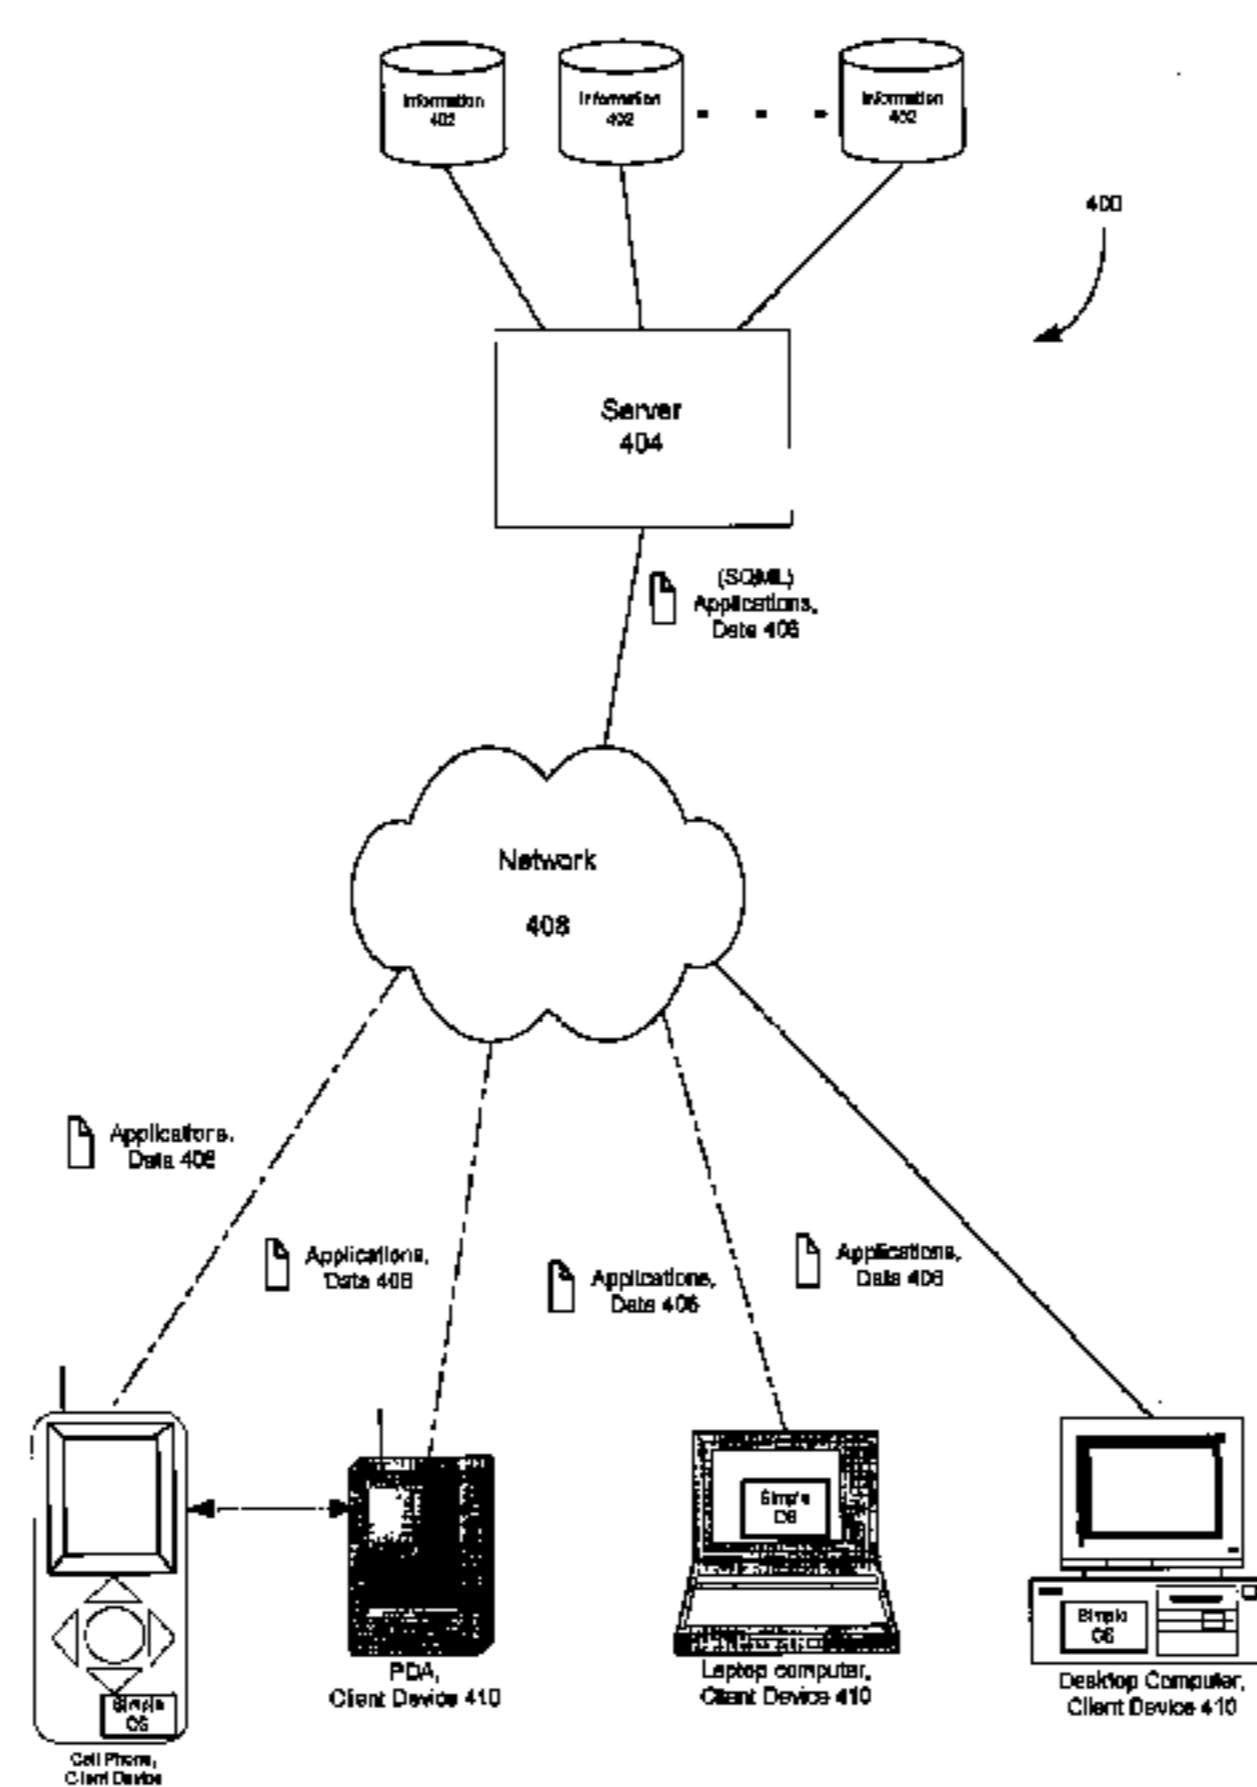 Information
402
Information
402
Information
402
400
Server
404
(SQML)
Applications,
Data 406
Network
408
Applications,
Data 406
Applications,
Data 406
Applications,
Data 406
Applications,
Data 406
Simple
OS
Simple
OS
Simple
OS
PDA,
Client Device 410
Laptop computer,
Client Device 410
Desktop Computer,
Client Device 410
Cell Phone,
Client Device